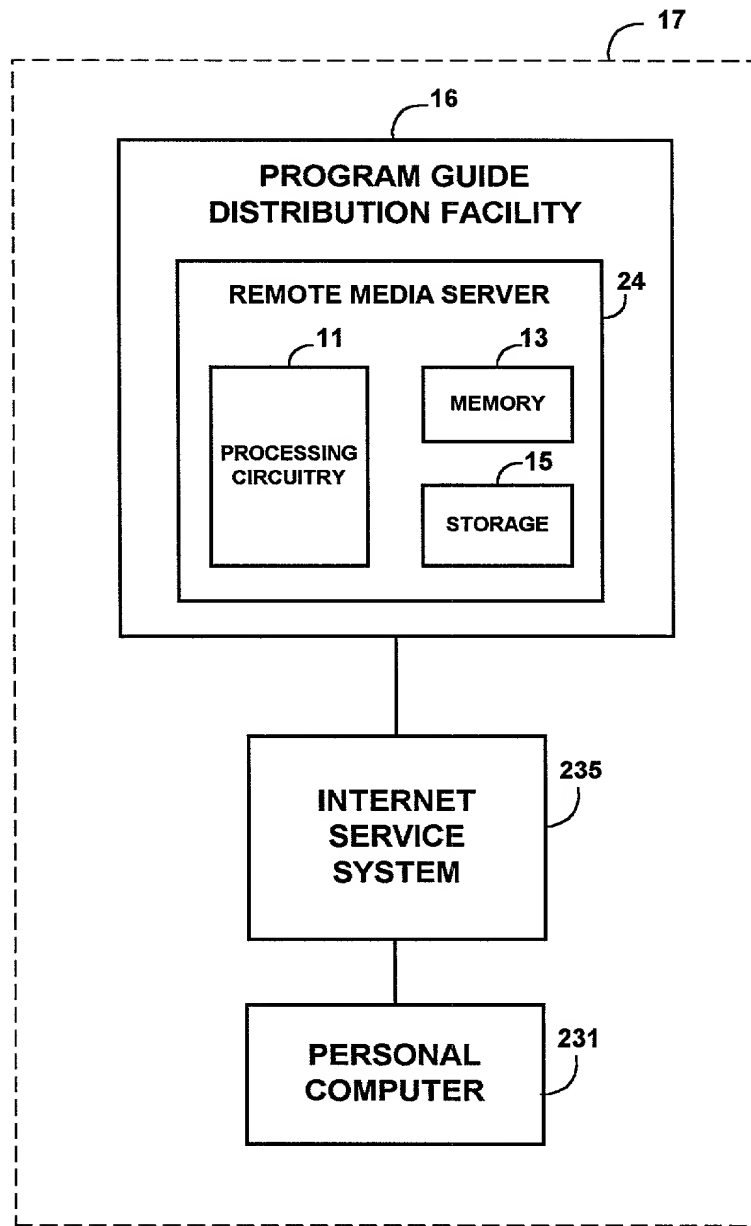 17
16
PROGRAM GUIDE
DISTRIBUTION FACILITY
REMOTE MEDIA SERVER
24
11
13
PROCESSING
CIRCUITRY
MEMORY
15
STORAGE
INTERNET
SERVICE
SYSTEM
235
PERSONAL
COMPUTER
231